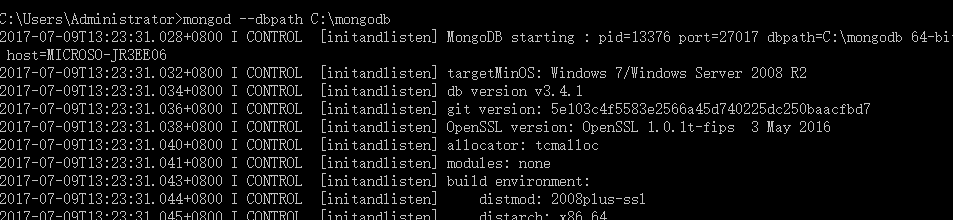 C:\Users\Administrator>mongod --dbpath C:\mongodb
2017-07-09T13:23:31.028+0800 I CONTROL  [initandlisten] MongoDB starting : pid=13376 port=27017 dbpath=C:\mongodb 64-bit
 host=MICROSO-JR3EE06
2017-07-09T13:23:31.032+0800 I CONTROL  [initandlisten] targetMinOS: Windows 7/Windows Server 2008 R2
2017-07-09T13:23:31.034+0800 I CONTROL  [initandlisten] db version v3.4.1
2017-07-09T13:23:31.036+0800 I CONTROL  [initandlisten] git version: 5e103c4f5583e2566a45d740225dc250baacfbd7
2017-07-09T13:23:31.038+0800 I CONTROL  [initandlisten] OpenSSL version: OpenSSL 1.0.1t-fips  3 May 2016
2017-07-09T13:23:31.040+0800 I CONTROL  [initandlisten] allocator: tcmalloc
2017-07-09T13:23:31.041+0800 I CONTROL  [initandlisten] modules: none
2017-07-09T13:23:31.043+0800 I CONTROL  [initandlisten] build environment:
2017-07-09T13:23:31.044+0800 I CONTROL  [initandlisten]     distmod: 2008plus-ssl
2017-07-09T13:23:31.045+0800 I CONTROL  [initandlisten]     distarch: x86_64